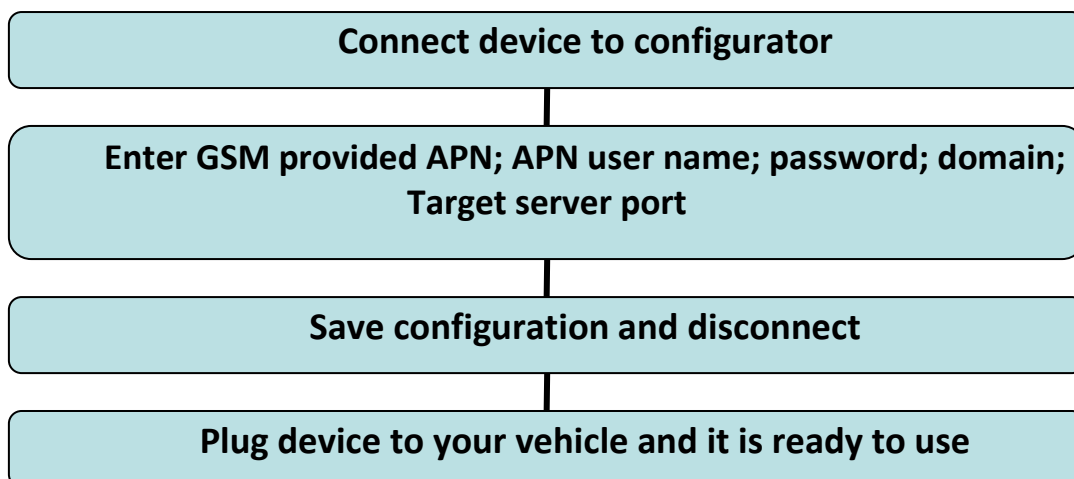 Connect device to configurator
Enter GSM provided APN; APN user name; password; domain;
Target server port
Save configuration and disconnect
Plug device to your vehicle and it is ready to use